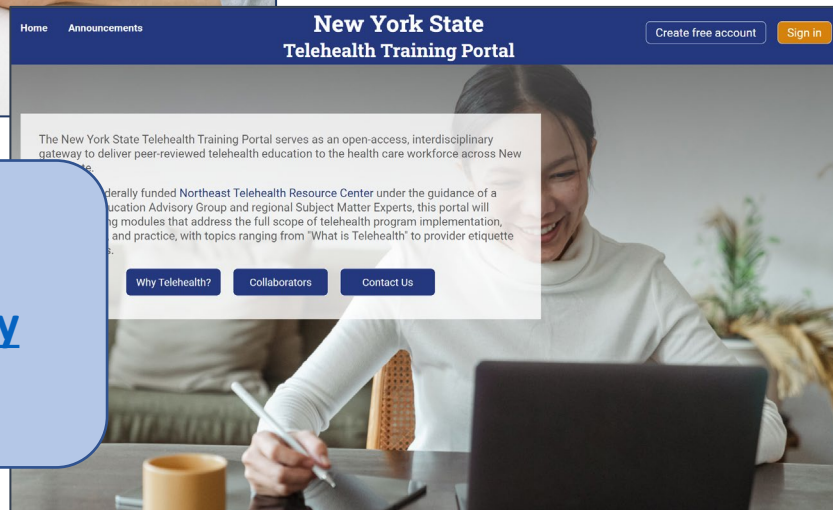 Home Announcements
New York State
Telehealth Training Portal
Create free account
Sign in
The New York State Telehealth Training Portal serves as an open-access, interdisciplinary
gateway to deliver peer-reviewed telehealth education to the health care workforce across New
derally funded Northeast Telehealth Resource Center under the guidance of a
ucation Advisory Group and regional Subject Matter Experts, this portal will
ng modules that address the full scope of telehealth program implementation,
and practice, with topics ranging from "What is Telehealth" to provider etiquette
Why Telehealth? Collaborators Contact Us
y